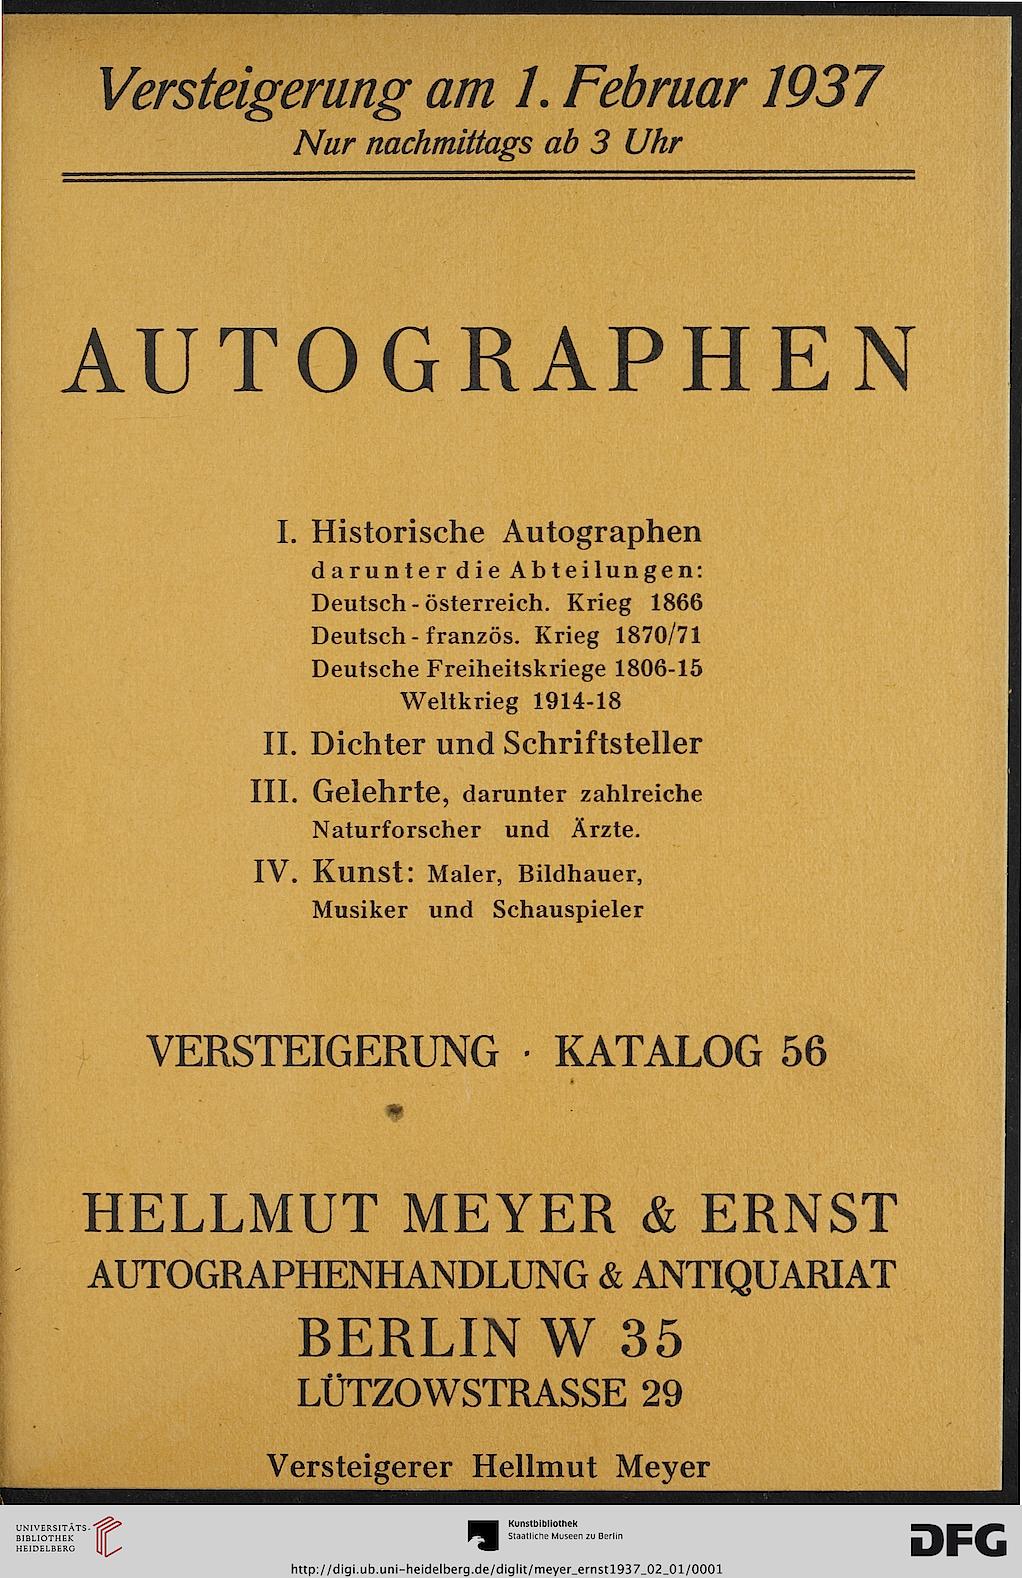 Versteigerung am 1. Februar 1937
Nur nachmittags ab 3 Uhr
AUTOGRAPHEN
I. Historische Autographen
darunter die Abteilungen:
Deutsch-österreich. Krieg 1866
Deutsch-französ. Krieg 1870/71
Deutsche Freiheitskriege 1806-15
Weltkrieg 1914-18
II. Dichter und Schriftsteller
III. Gelehrte, darunter zahlreiche
Naturforscher und Ärzte.
IV. Kunst: Maler, Bildhauer,
Musiker und Schauspieler
VERSTEIGERUNG · KATALOG 56
HELLMUT MEYER & ERNST
AUTOGRAPHENHANDLUNG & ANTIQUARIAT
BERLIN W 35
LÜTZOWSTRASSE 29
Versteigerer Hellmut Meyer
UNIVERSITÄTS-
BIBLIOTHEK
HEIDELBERG
Kunstbibliothek
Staatliche Museen zu Berlin
DFG
http://digi.ub.uni-heidelberg.de/diglit/meyer_ernst1937_02_01/0001